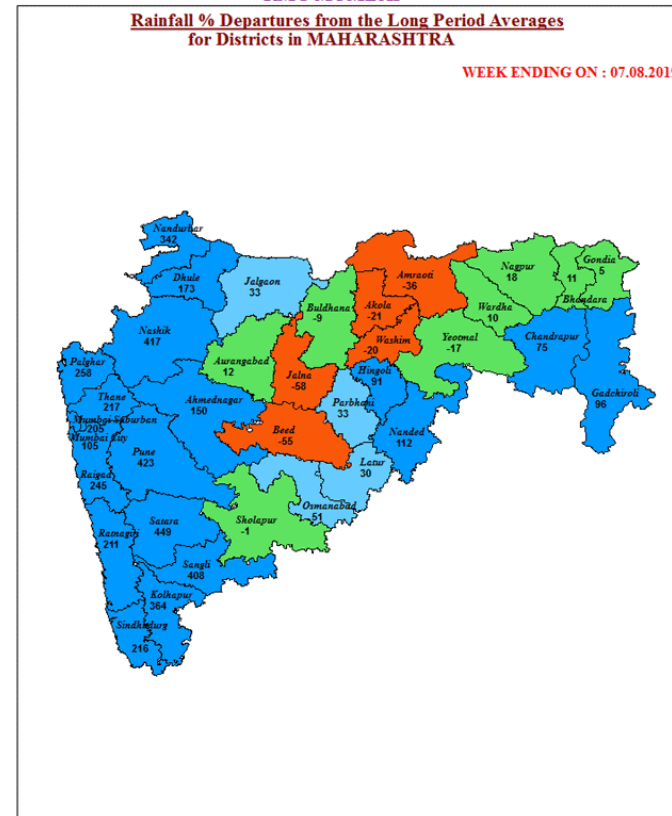 Rainfall % Departures from the Long Period Averages
for Districts in MAHARASHTRA
WEEK ENDING ON : 07.08.201
Nandurbar
342
Dhule
173
Jalgaon
33
Nashik
417
Buldhana
-9
Akola
-21
Amraoti
-36
Nagpur
18
Gondia
5
11
Bhandara
Wardha
10
Washim
-20
Yeotmal
-17
Chandrapur
75
Gadchiroli
96
Aurangabad
12
Jalna
-58
Hingoli
91
Parbhani
33
Nanded
112
Palghar
258
Thane
217
Mumbai Suburban
205
Mumbai City
105
Akmednagar
150
Beed
-55
Pune
423
Raigad
245
Latur
30
Osmanabad
51
Sholapur
-1
Satara
449
Ratnagiri
211
Sangli
408
Kolhapur
364
Sindhdurg
216